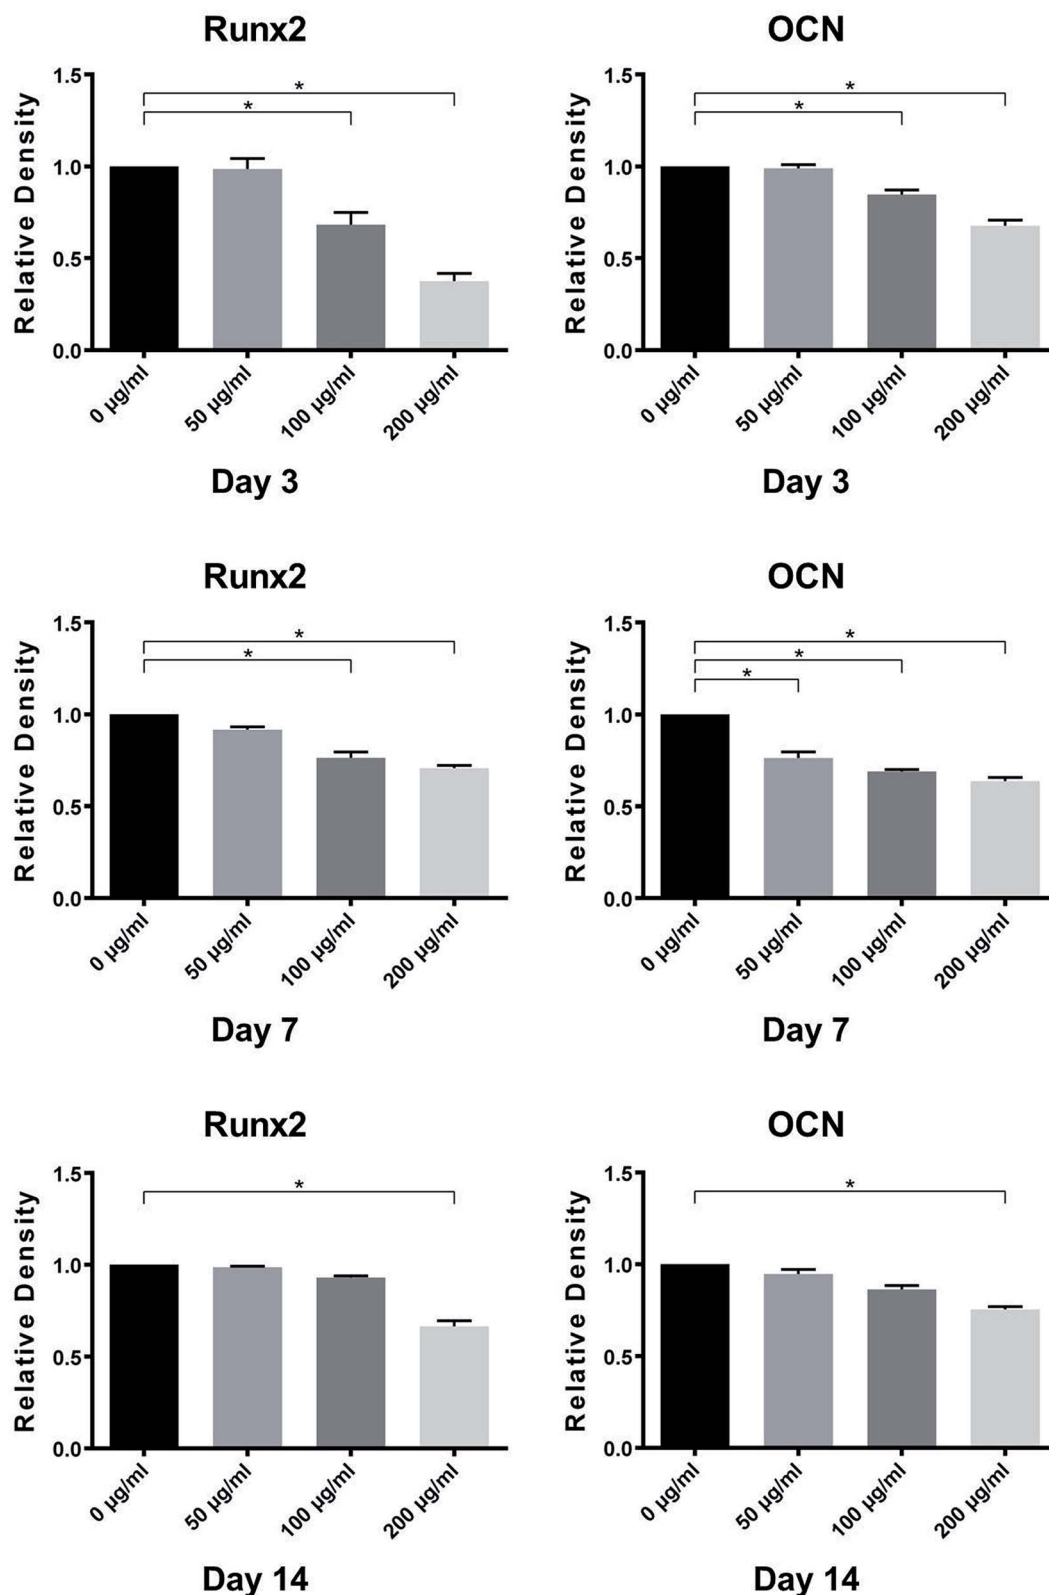 Runx2
*
*
1.5
1.0
0.5
0.0
Relative Density
0 µg/ml
50 µg/ml
100 µg/ml
200 µg/ml
Day 3
OCN
*
*
1.5
1.0
0.5
0.0
Relative Density
0 µg/ml
50 µg/ml
100 µg/ml
200 µg/ml
Day 3
Runx2
*
*
1.5
1.0
0.5
0.0
Relative Density
0 µg/ml
50 µg/ml
100 µg/ml
200 µg/ml
Day 7
OCN
*
*
*
1.5
1.0
0.5
0.0
Relative Density
0 µg/ml
50 µg/ml
100 µg/ml
200 µg/ml
Day 7
Runx2
*
1.5
1.0
0.5
0.0
Relative Density
0 µg/ml
50 µg/ml
100 µg/ml
200 µg/ml
Day 14
OCN
*
1.5
1.0
0.5
0.0
Relative Density
0 µg/ml
50 µg/ml
100 µg/ml
200 µg/ml
Day 14